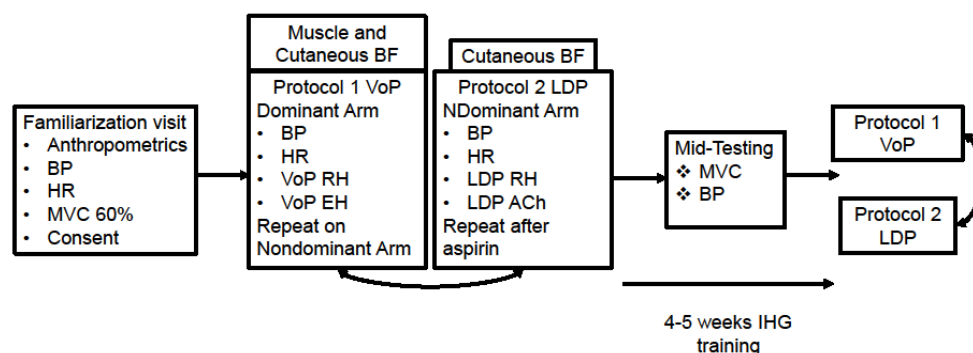 Familiarization visit
• Anthropometrics
• BP
• HR
• MVC 60%
• Consent
Muscle and
Cutaneous BF
Protocol 1 VoP
Dominant Arm
• BP
• HR
• VoP RH
• VoP EH
Repeat on
Nondominant Arm
Cutaneous BF
Protocol 2 LDP
NDominant Arm
• BP
• HR
• LDP RH
• LDP ACh
Repeat after
aspirin
Mid-Testing
❖ MVC
❖ BP
Protocol 1
VoP
Protocol 2
LDP
4-5 weeks IHG
training